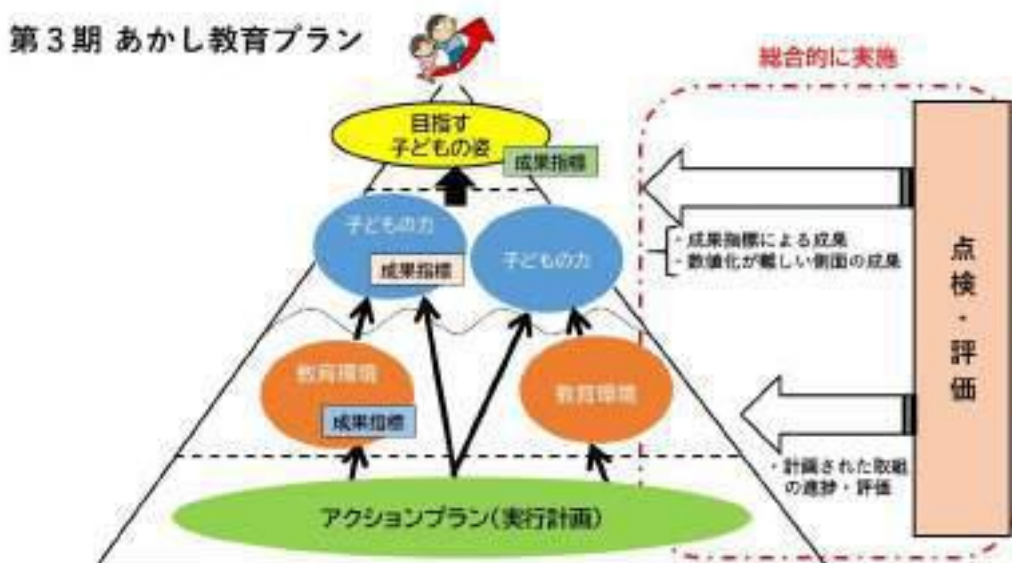 第３期 あかし教育プラン
総合的に実施
目指す
子どもの姿
成果指標
子どもの力
成果指標
子どもの力
・成果指標による成果
・数値化が難しい側面の成果
点検・評価
教育環境
成果指標
教育環境
・計画された取組
の進捗・評価
アクションプラン(実行計画)